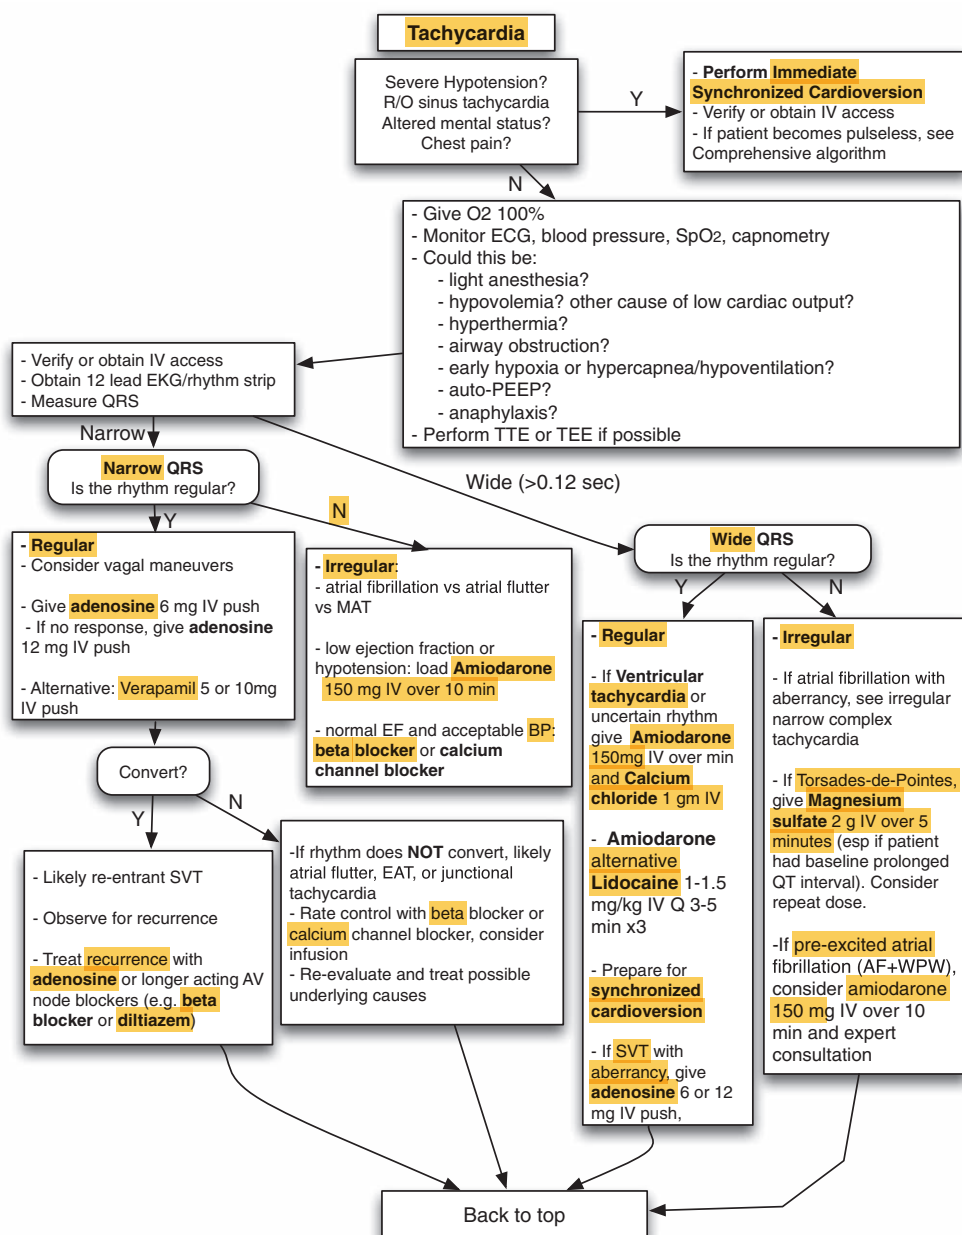 Tachycardia
Severe Hypotension?
R/O sinus tachycardia
Altered mental status?
Chest pain?
Y
- Perform Immediate
Synchronized Cardioversion
- Verify or obtain IV access
- If patient becomes pulseless, see
Comprehensive algorithm
N
- Give O2 100%
- Monitor ECG, blood pressure, SpO2, capnometry
- Could this be:
- light anesthesia?
- hypovolemia? other cause of low cardiac output?
- hyperthermia?
- airway obstruction?
- early hypoxia or hypercapnea/hypoventilation?
- auto-PEEP?
- anaphylaxis?
- Perform TTE or TEE if possible
- Verify or obtain IV access
- Obtain 12 lead EKG/rhythm strip
- Measure QRS
Narrow
Wide (>0.12 sec)
Narrow QRS
Is the rhythm regular?
Y
N
- Regular
- Consider vagal maneuvers
- Give adenosine 6 mg IV push
- If no response, give adenosine
12 mg IV push
- Alternative: Verapamil 5 or 10mg
IV push
- Irregular:
- atrial fibrillation vs atrial flutter
vs MAT
- low ejection fraction or
hypotension: load Amiodarone
150 mg IV over 10 min
- normal EF and acceptable BP:
beta blocker or calcium
channel blocker
Wide QRS
Is the rhythm regular?
Y
N
- Regular
- If Ventricular
tachycardia or
uncertain rhythm
give Amiodarone
150mg IV over min
and Calcium
chloride 1 gm IV
- Amiodarone
alternative
Lidocaine 1-1.5
mg/kg IV Q 3-5
min x3
- Prepare for
synchronized
cardioversion
- If SVT with
aberrancy, give
adenosine 6 or 12
mg IV push,
- Irregular
- If atrial fibrillation with
aberrancy, see irregular
narrow complex
tachycardia
- If Torsades-de-Pointes,
give Magnesium
sulfate 2 g IV over 5
minutes (esp if patient
had baseline prolonged
QT interval). Consider
repeat dose.
-If pre-excited atrial
fibrillation (AF+WPW),
consider amiodarone
150 mg IV over 10
min and expert
consultation
Convert?
Y
N
- Likely re-entrant SVT
- Observe for recurrence
- Treat recurrence with
adenosine or longer acting AV
node blockers (e.g. beta
blocker or diltiazem)
-If rhythm does NOT convert, likely
atrial flutter, EAT, or junctional
tachycardia
- Rate control with beta blocker or
calcium channel blocker, consider
infusion
- Re-evaluate and treat possible
underlying causes
Back to top